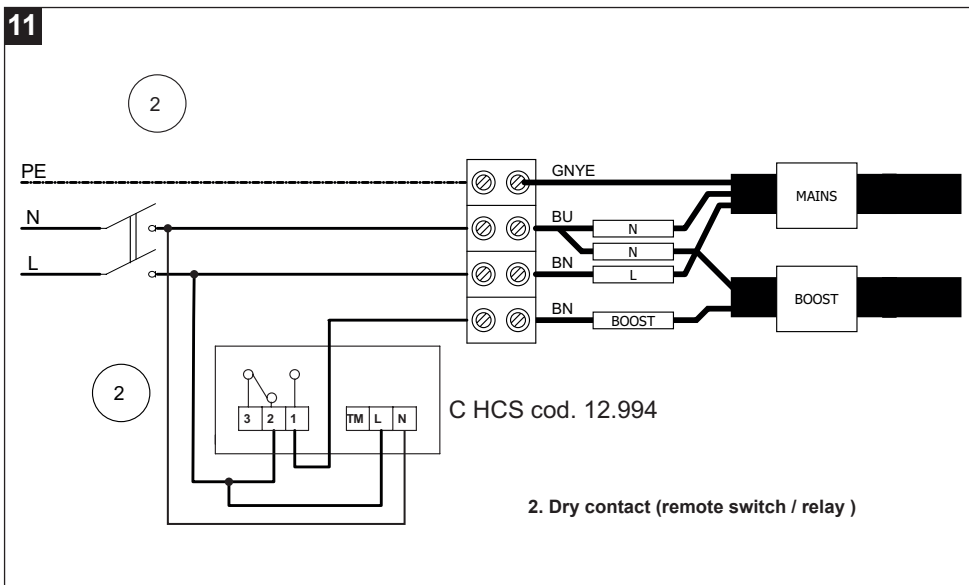 11
2
PE
GNYE
MAINS
N
BU
N
N
L
BN
L
BOOST
BN
BOOST
2
3 2 1
TM L N
C HCS cod. 12.994
2. Dry contact (remote switch / relay )